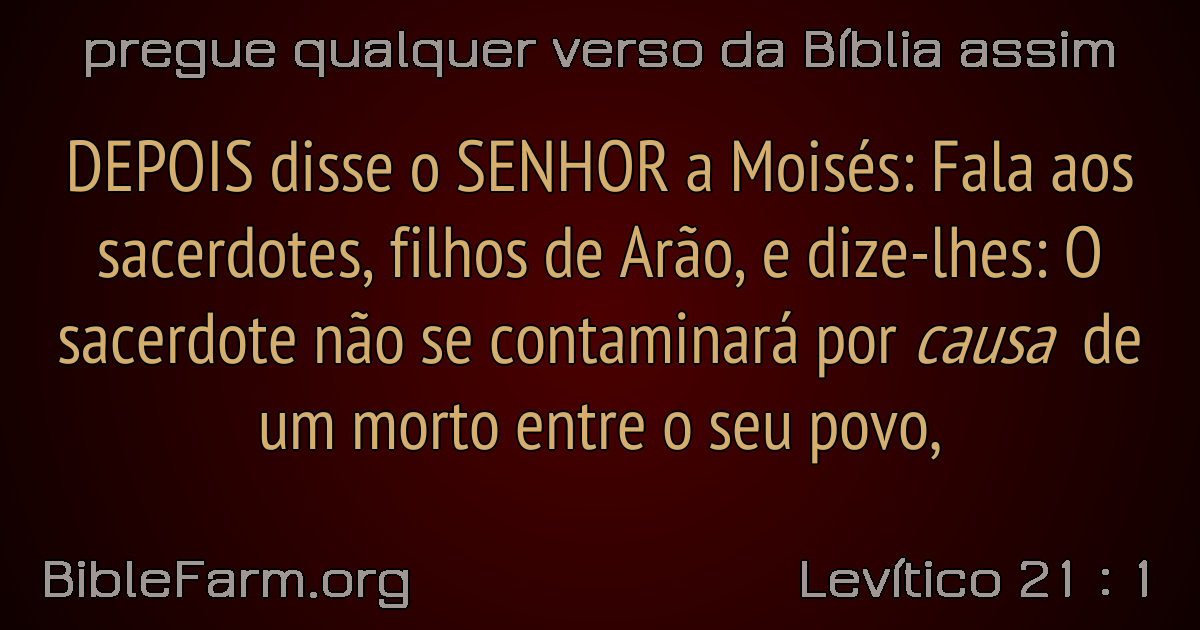 pregue qualquer verso da Bíblia assim
DEPOIS disse o SENHOR a Moisés: Fala aos
sacerdotes, filhos de Arão, e dize-lhes: O
sacerdote não se contaminará por causa de
um morto entre o seu povo,
BibleFarm.org
Levítico 21 : 1